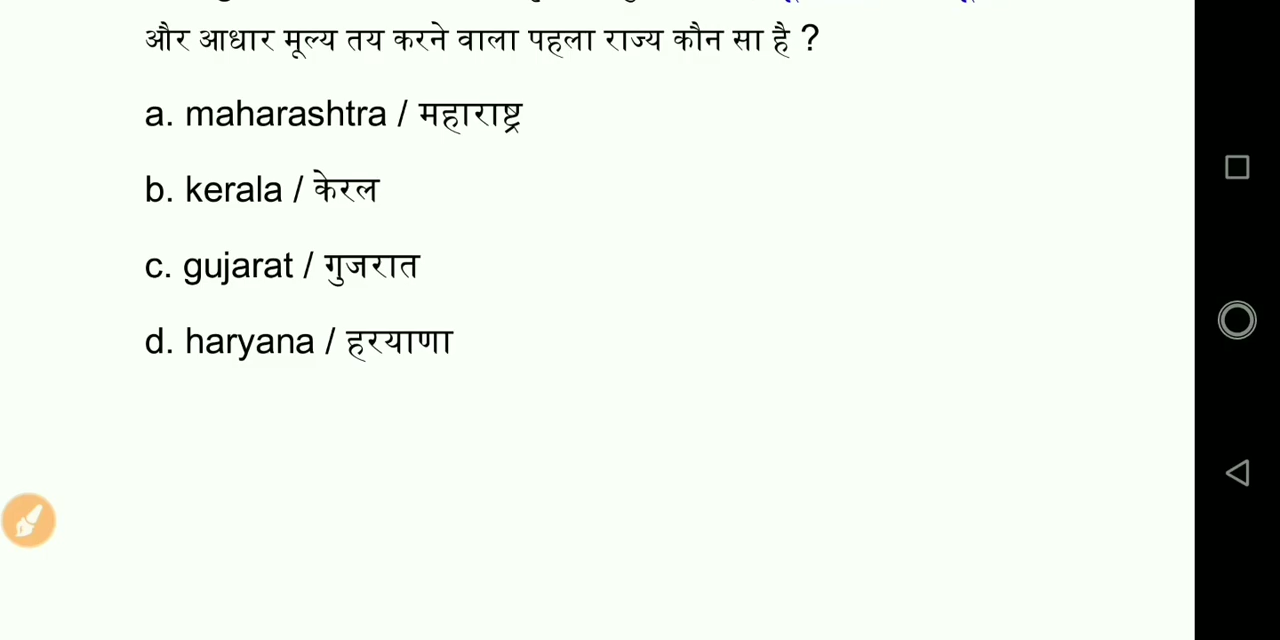 और आधार मूल्य तय करने वाला पहला राज्य कौन सा है ?
a. maharashtra / महाराष्ट्र
b. kerala / केरल
c. gujarat / गुजरात
d. haryana / हरयाणा